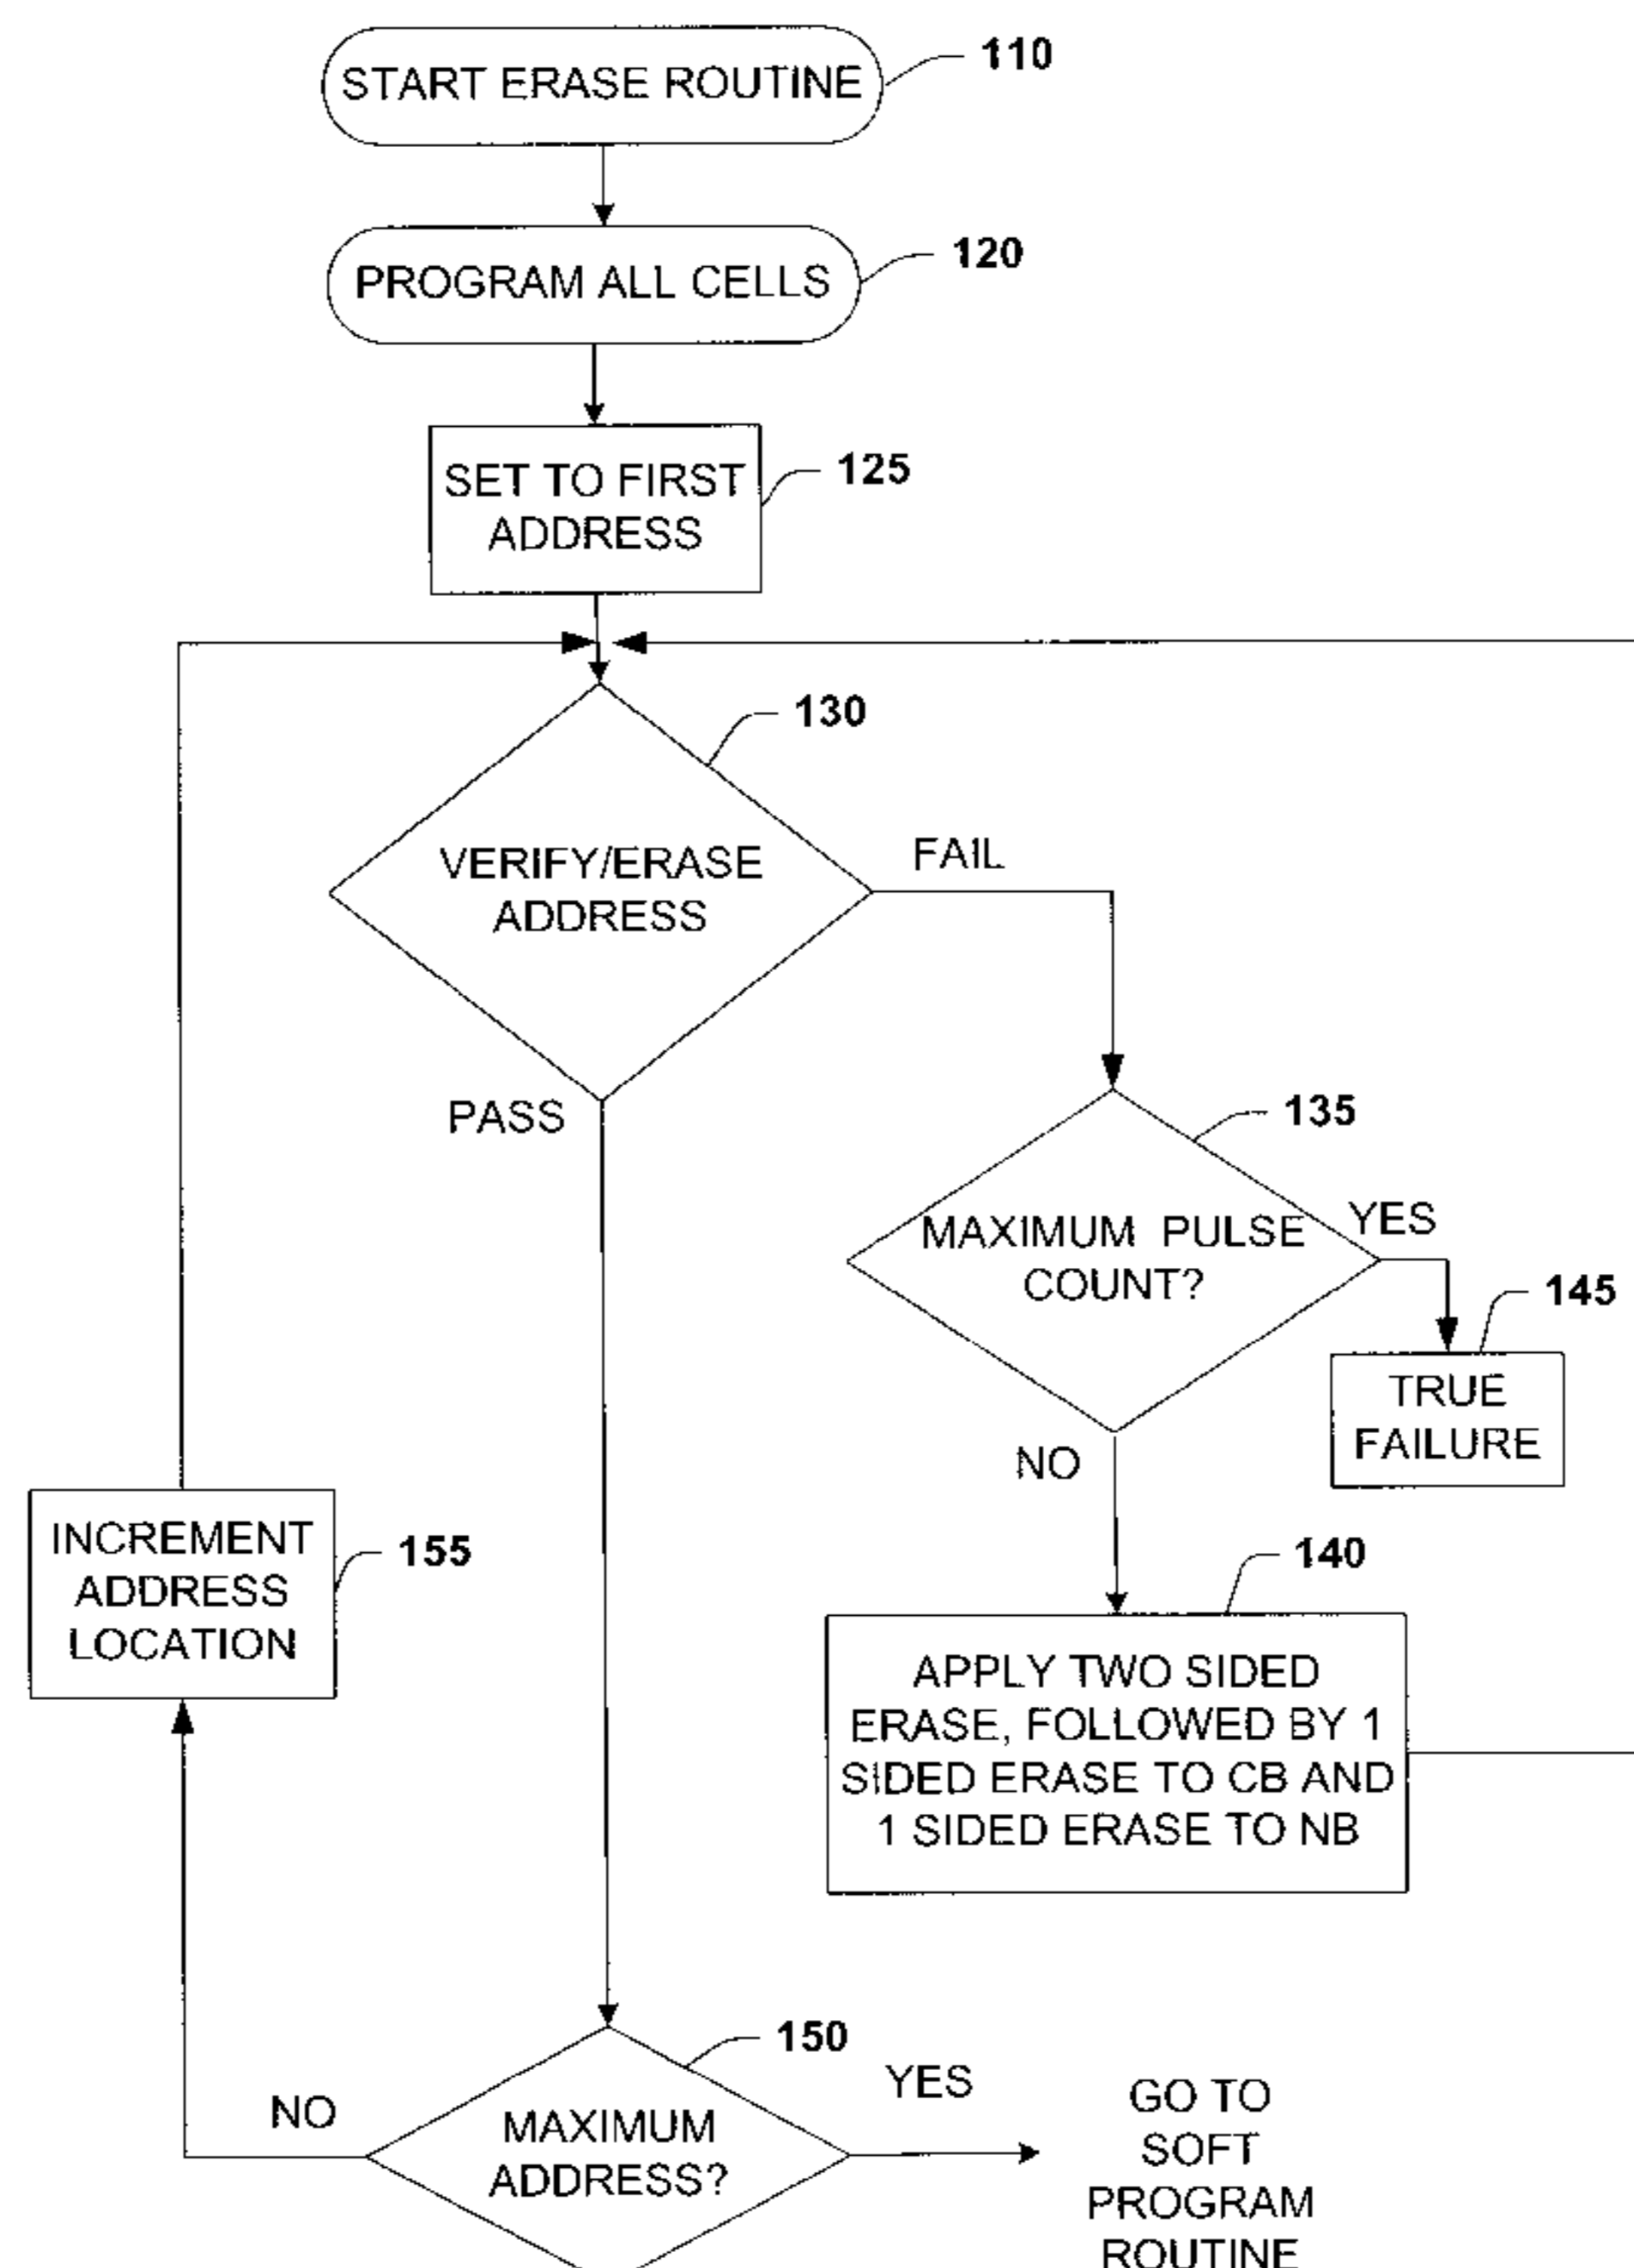 START ERASE ROUTINE
110
PROGRAM ALL CELLS
120
SET TO FIRST
ADDRESS
125
130
VERIFY/ERASE
ADDRESS
FAIL
PASS
135
MAXIMUM PULSE
COUNT?
YES
145
TRUE
FAILURE
NO
INCREMENT
ADDRESS
LOCATION
155
140
APPLY TWO SIDED
ERASE, FOLLOWED BY 1
SIDED ERASE TO CB AND
1 SIDED ERASE TO NB
150
NO
MAXIMUM
ADDRESS?
YES
GO TO
SOFT
PROGRAM
ROUTINE